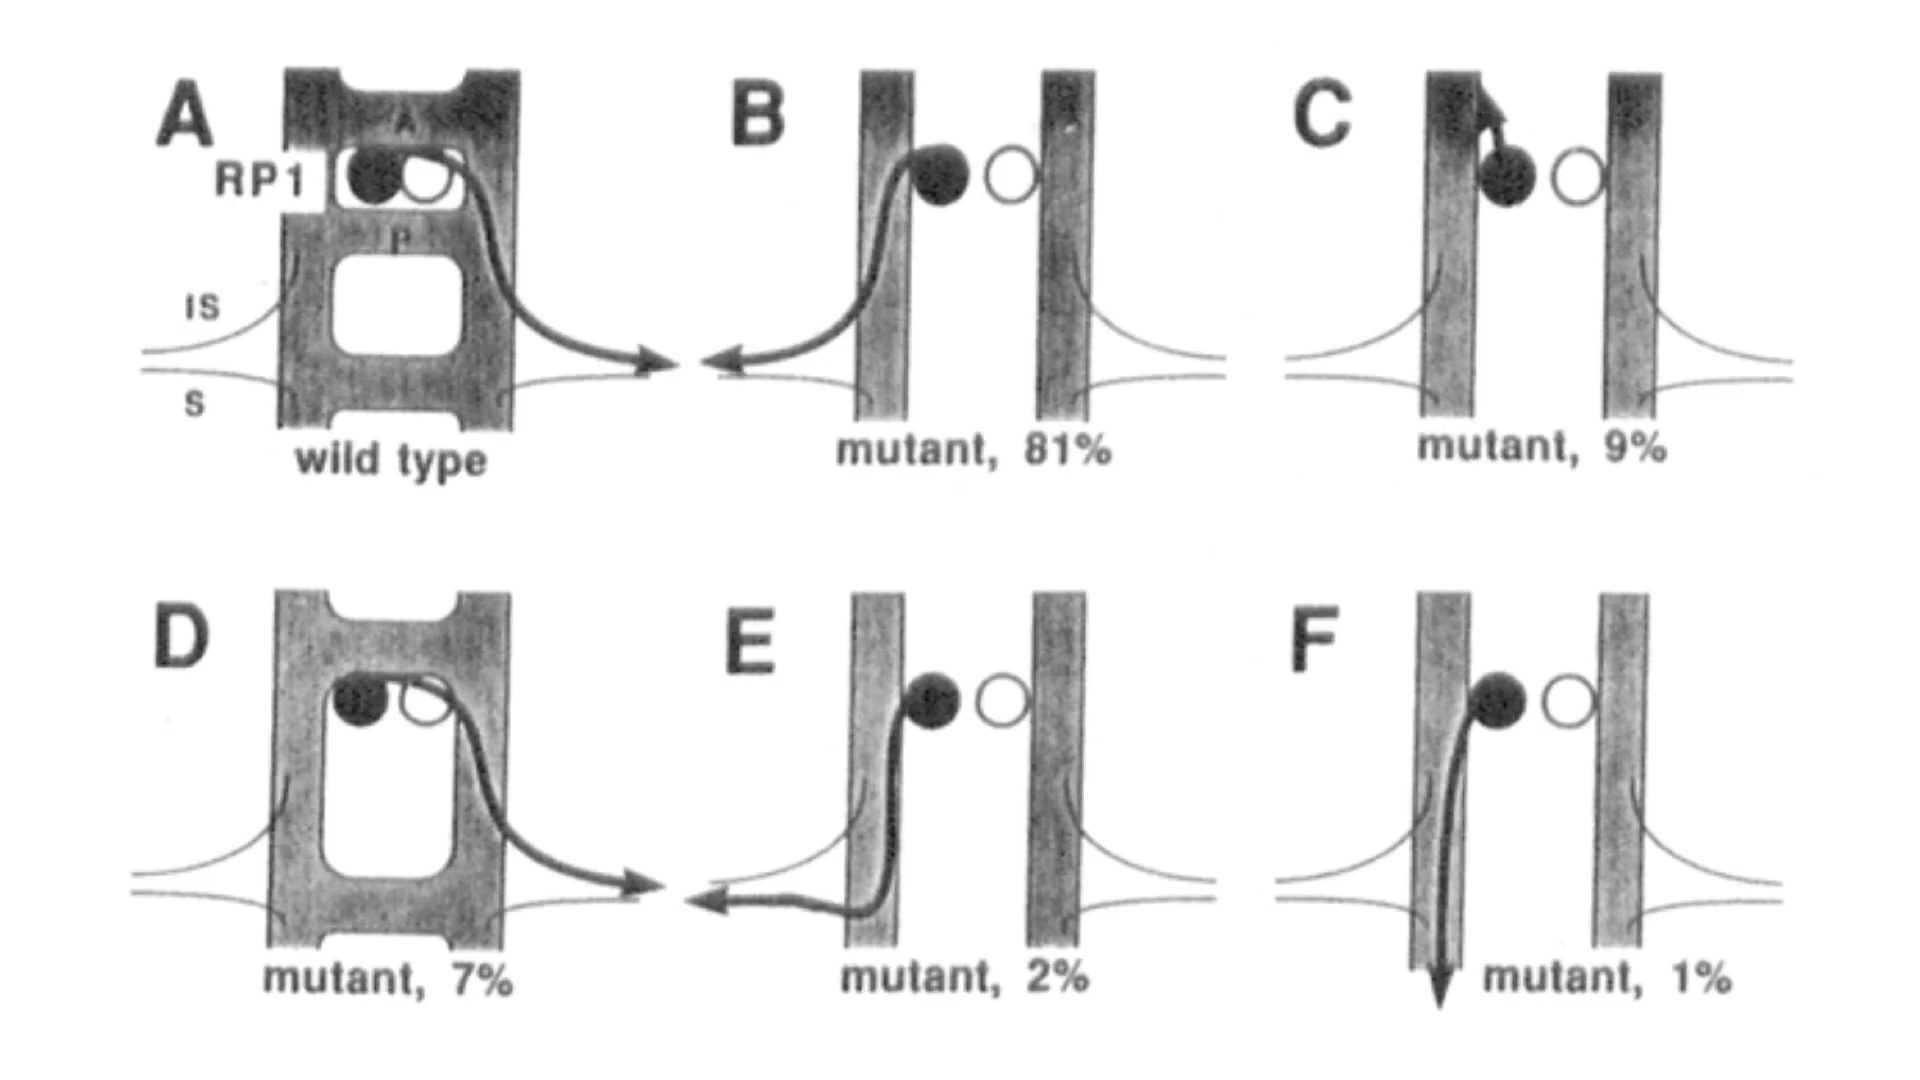 A
A
RP1
P
IS
S
wild type
B
mutant, 81%
C
mutant, 9%
D
mutant, 7%
E
mutant, 2%
F
mutant, 1%